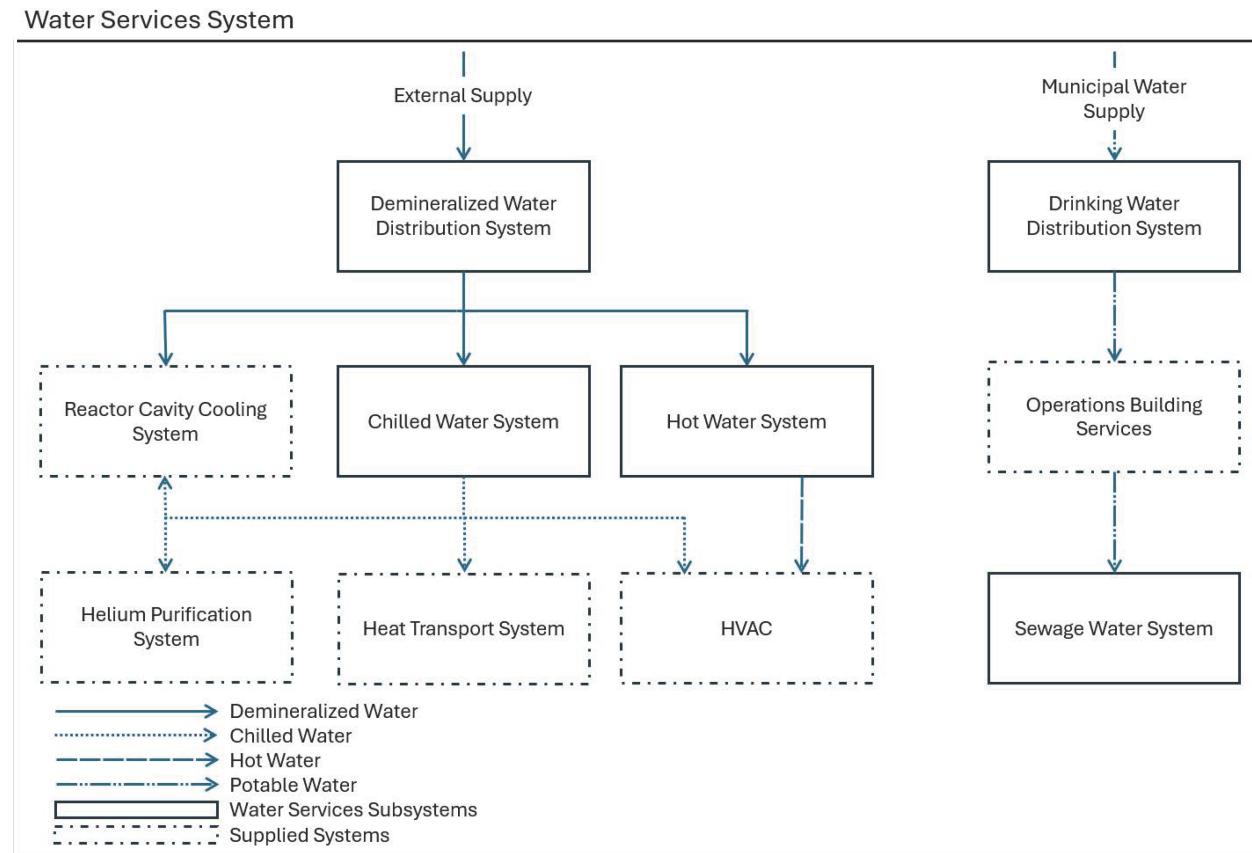 Water Services System
External Supply
Municipal Water
Supply
Demineralized Water
Distribution System
Drinking Water
Distribution System
Reactor Cavity Cooling
System
Chilled Water System
Hot Water System
Operations Building
Services
Helium Purification
System
Heat Transport System
HVAC
Sewage Water System
Demineralized Water
Chilled Water
Hot Water
Potable Water
Water Services Subsystems
Supplied Systems